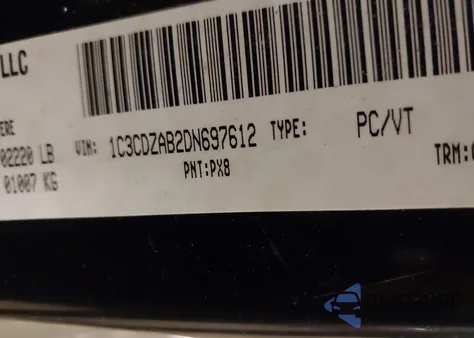 LLC
ERE
02220 LB
01007 KG
VIN: 1C3CDZAB2DN697612 TYPE: PC/VT
PNT:PX8
TRM: